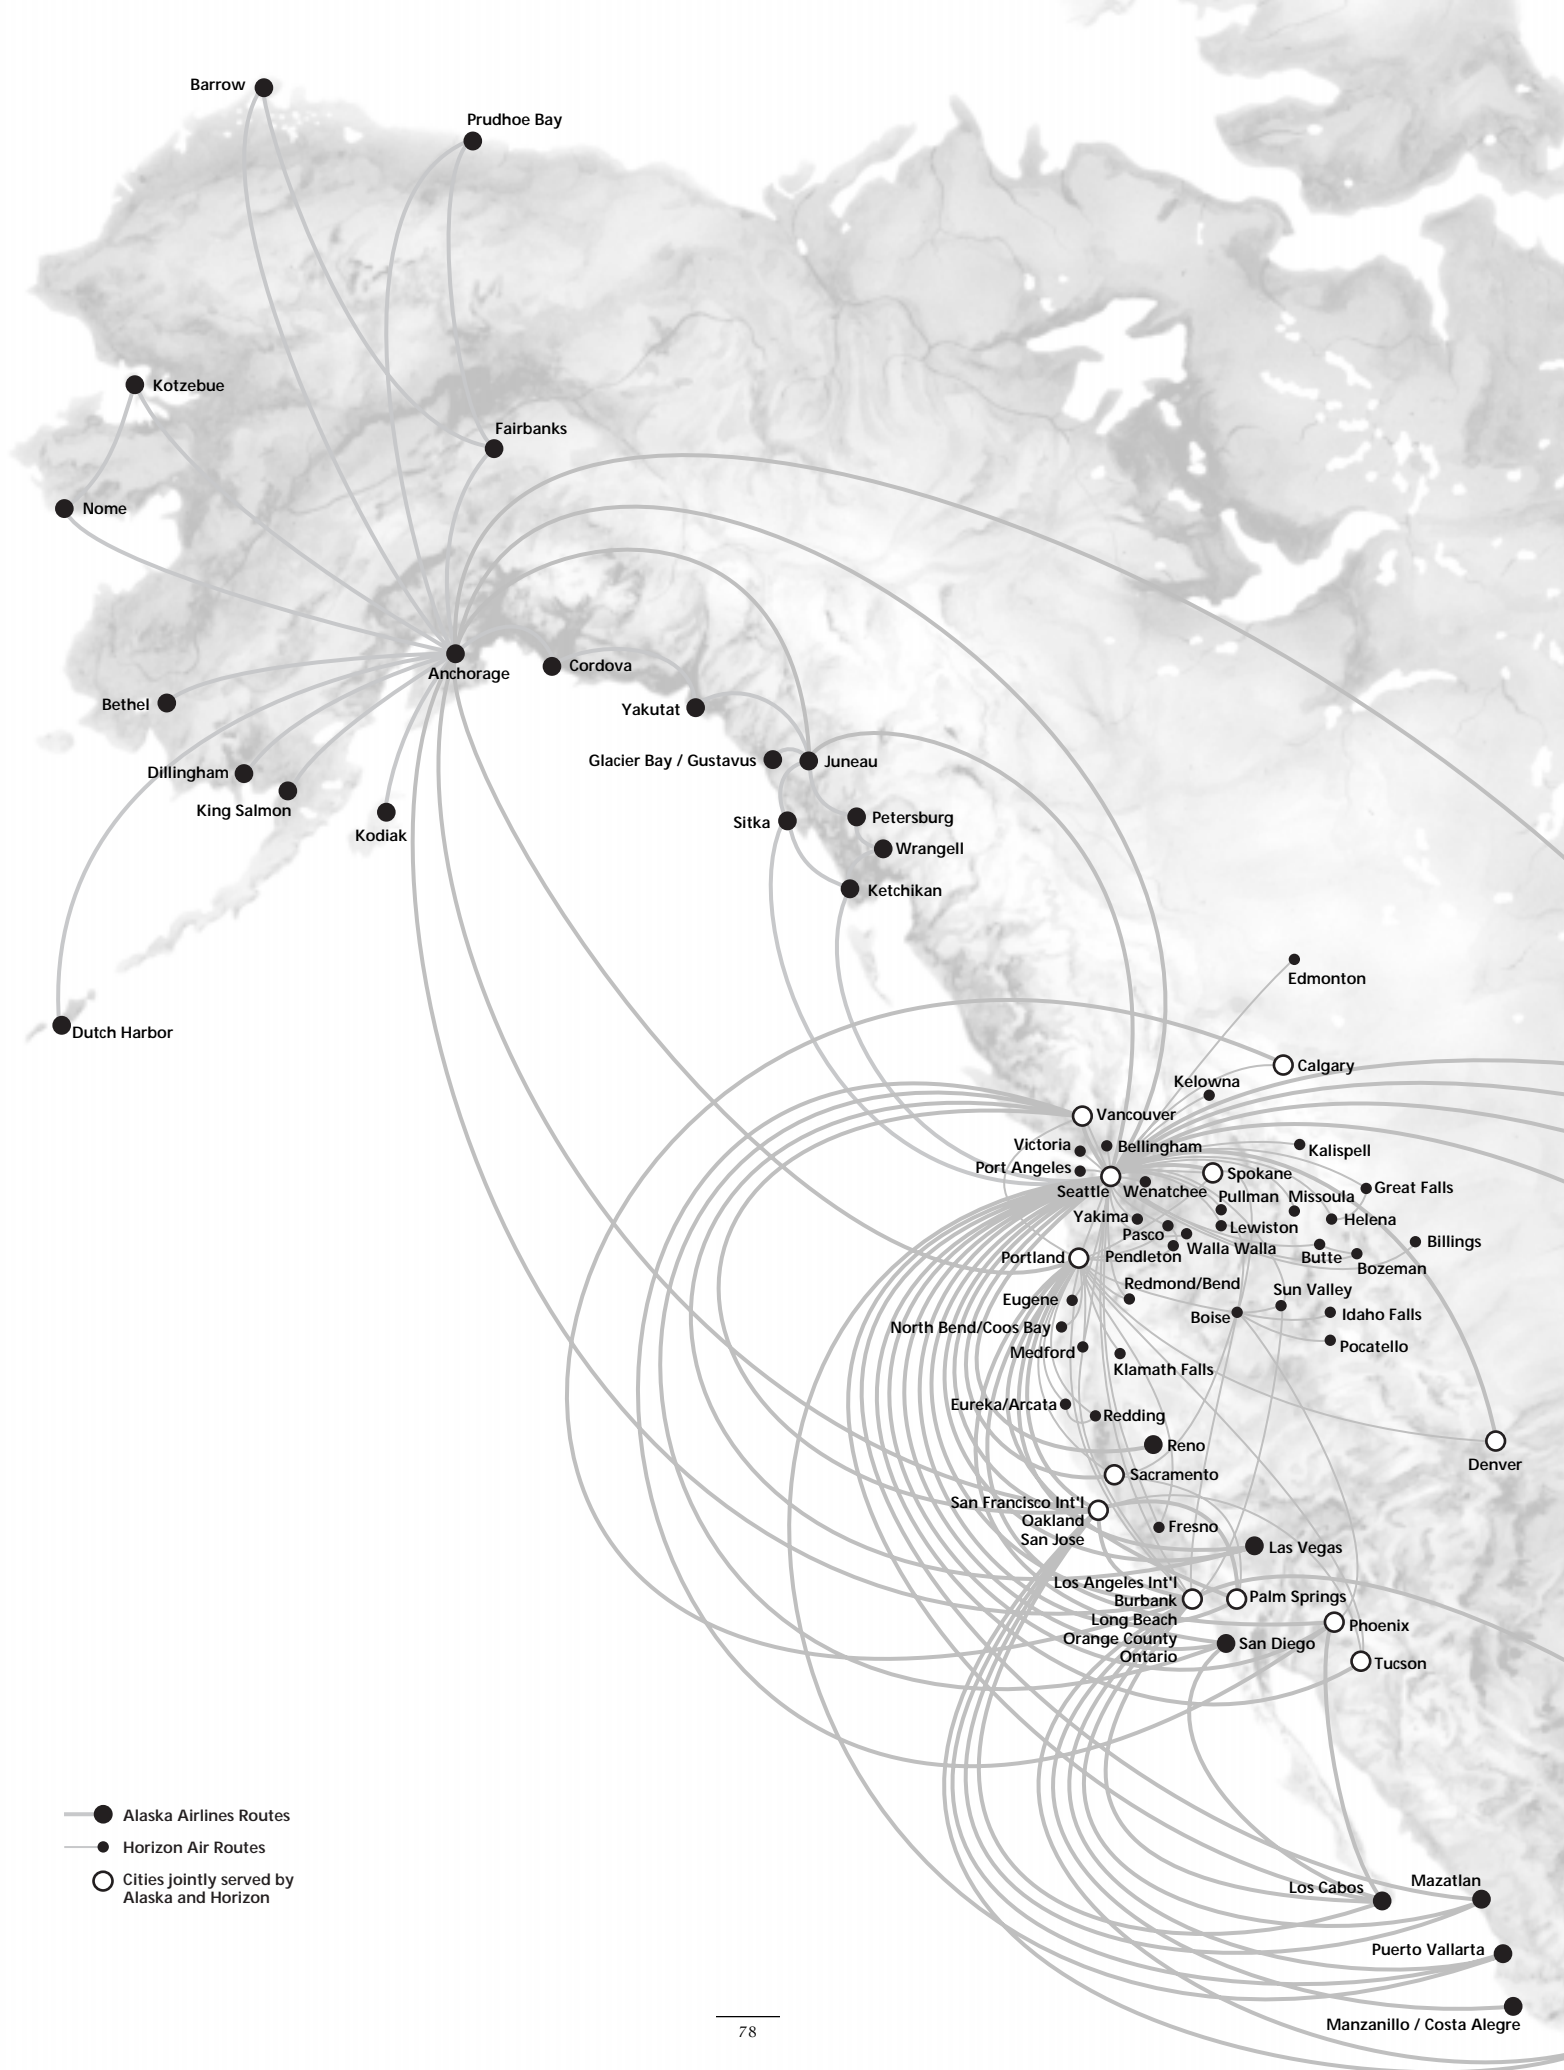 Barrow
Prudhoe Bay
Kotzebue
Fairbanks
Nome
Anchorage
Cordova
Bethel
Yakutat
Glacier Bay / Gustavus
Juneau
Dillingham
King Salmon
Kodiak
Sitka
Petersburg
Wrangell
Ketchikan
Edmonton
Dutch Harbor
Calgary
Kelowna
Vancouver
Victoria
Bellingham
Kalispell
Port Angeles
Spokane
Seattle
Wenatchee
Pullman
Missoula
Great Falls
Yakima
Lewiston
Helena
Pasco
Walla Walla
Billings
Portland
Pendleton
Butte
Bozeman
Redmond/Bend
Sun Valley
Eugene
Boise
Idaho Falls
North Bend/Coos Bay
Medford
Pocatello
Klamath Falls
Eureka/Arcata
Redding
Reno
Denver
Sacramento
San Francisco Int'l
Oakland
San Jose
Fresno
Las Vegas
Los Angeles Int'l
Burbank
Long Beach
Orange County
Ontario
Palm Springs
Phoenix
San Diego
Tucson
Alaska Airlines Routes
Horizon Air Routes
Cities jointly served by
Alaska and Horizon
Los Cabos
Mazatlan
Puerto Vallarta
Manzanillo / Costa Alegre
78